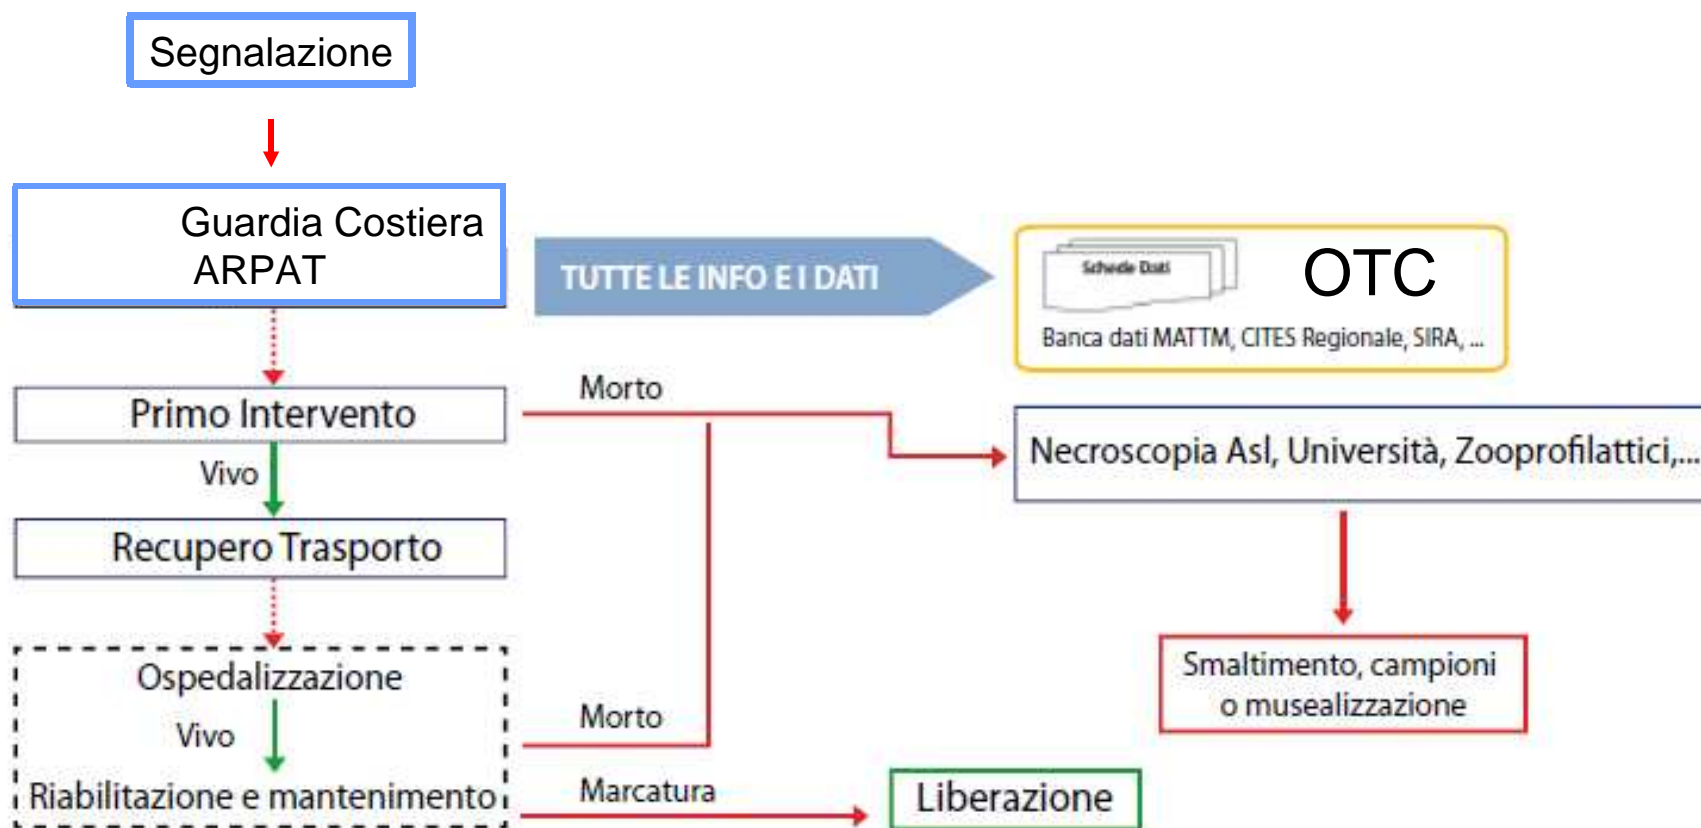 Segnalazione
Guardia Costiera
ARPAT
TUTTE LE INFO E I DATI
Schede Dati
OTC
Banca dati MATTM, CITES Regionale, SIRA, ...
Primo Intervento
Morto
Necroscopia Asl, Università, Zooprofilattici,...
Vivo
Recupero Trasporto
Ospedalizzazione
Vivo
Morto
Smaltimento, campioni
o musealizzazione
Riabilitazione e mantenimento
Marcatura
Liberazione